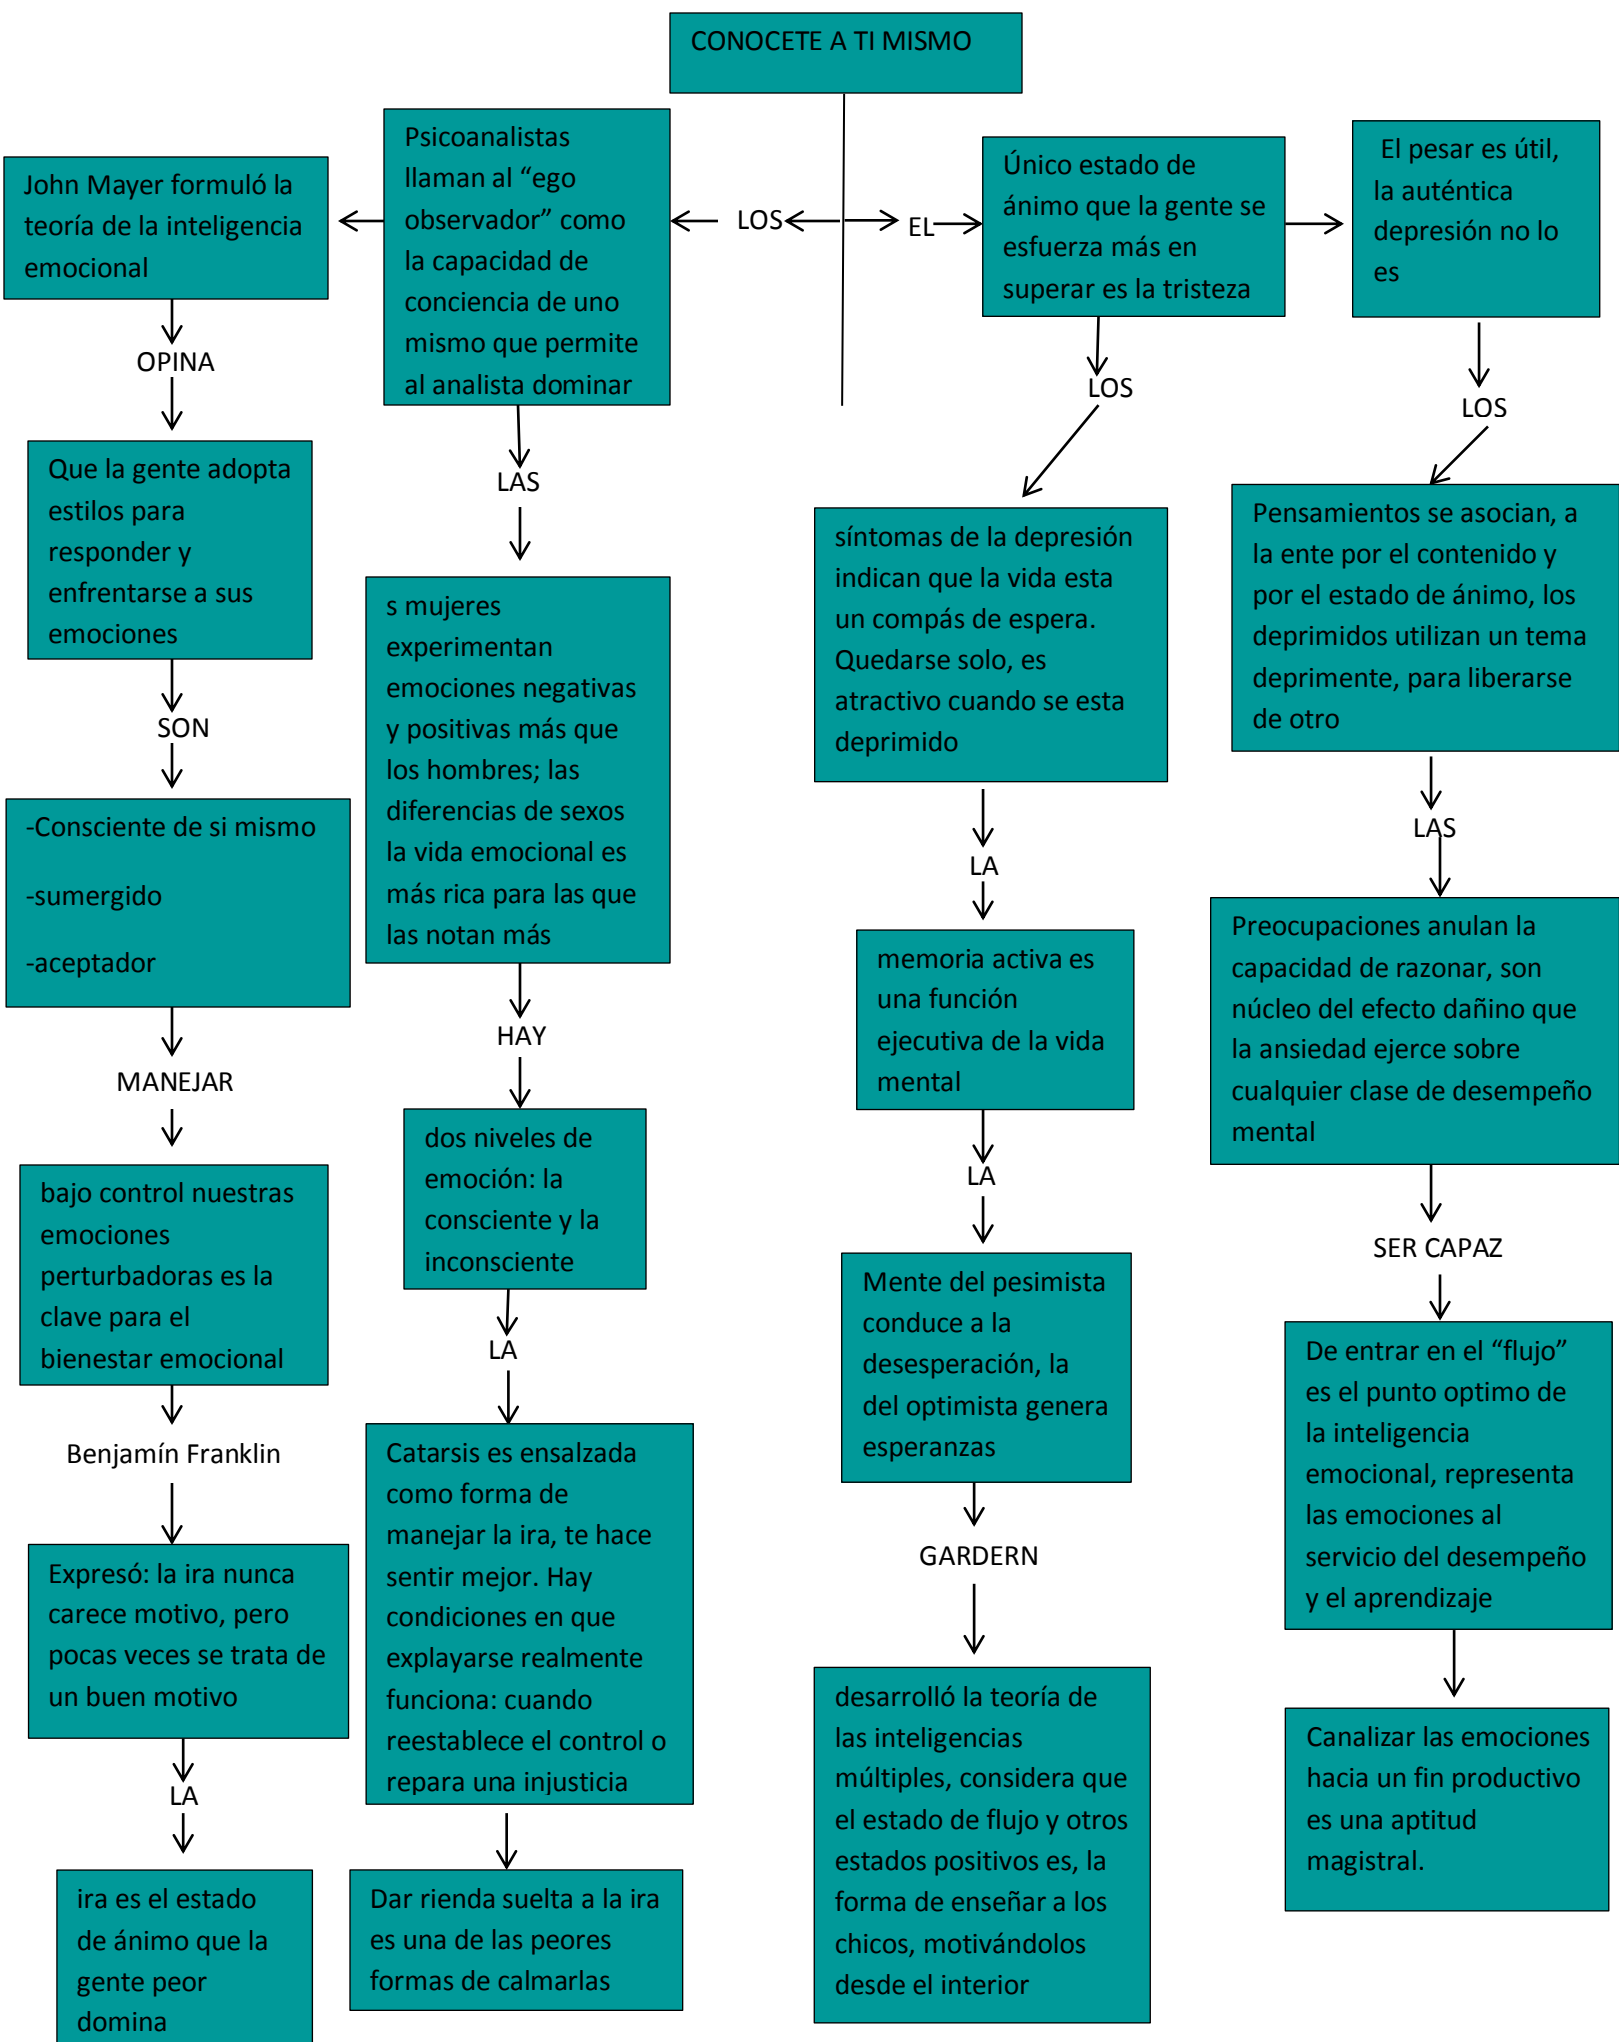 CONOCETE A TI MISMO
John Mayer formuló la
teoría de la inteligencia
emocional
OPINA
Que la gente adopta
estilos para
responder y
enfrentarse a sus
emociones
SON
-Consciente de si mismo
-sumergido
-aceptador
MANEJAR
bajo control nuestras
emociones
perturbadoras es la
clave para el
bienestar emocional
Benjamín Franklin
Expresó: la ira nunca
carece motivo, pero
pocas veces se trata de
un buen motivo
LA
ira es el estado
de ánimo que la
gente peor
domina
Psicoanalistas
llaman al “ego
observador” como
la capacidad de
conciencia de uno
mismo que permite
al analista dominar
LAS
s mujeres
experimentan
emociones negativas
y positivas más que
los hombres; las
diferencias de sexos
la vida emocional es
más rica para las que
las notan más
HAY
dos niveles de
emoción: la
consciente y la
inconsciente
LA
Catarsis es ensalzada
como forma de
manejar la ira, te hace
sentir mejor. Hay
condiciones en que
explayarse realmente
funciona: cuando
reestablece el control o
repara una injusticia
Dar rienda suelta a la ira
es una de las peores
formas de calmarlas
LOS
EL
Único estado de
ánimo que la gente se
esfuerza más en
superar es la tristeza
LOS
síntomas de la depresión
indican que la vida esta
un compás de espera.
Quedarse solo, es
atractivo cuando se esta
deprimido
LA
memoria activa es
una función
ejecutiva de la vida
mental
LA
Mente del pesimista
conduce a la
desesperación, la
del optimista genera
esperanzas
GARDERN
desarrolló la teoría de
las inteligencias
múltiples, considera que
el estado de flujo y otros
estados positivos es, la
forma de enseñar a los
chicos, motivándolos
desde el interior
El pesar es útil,
la auténtica
depresión no lo
es
LOS
Pensamientos se asocian, a
la ente por el contenido y
por el estado de ánimo, los
deprimidos utilizan un tema
deprimente, para liberarse
de otro
LAS
Preocupaciones anulan la
capacidad de razonar, son
núcleo del efecto dañino que
la ansiedad ejerce sobre
cualquier clase de desempeño
mental
SER CAPAZ
De entrar en el “flujo”
es el punto optimo de
la inteligencia
emocional, representa
las emociones al
servicio del desempeño
y el aprendizaje
Canalizar las emociones
hacia un fin productivo
es una aptitud
magistral.